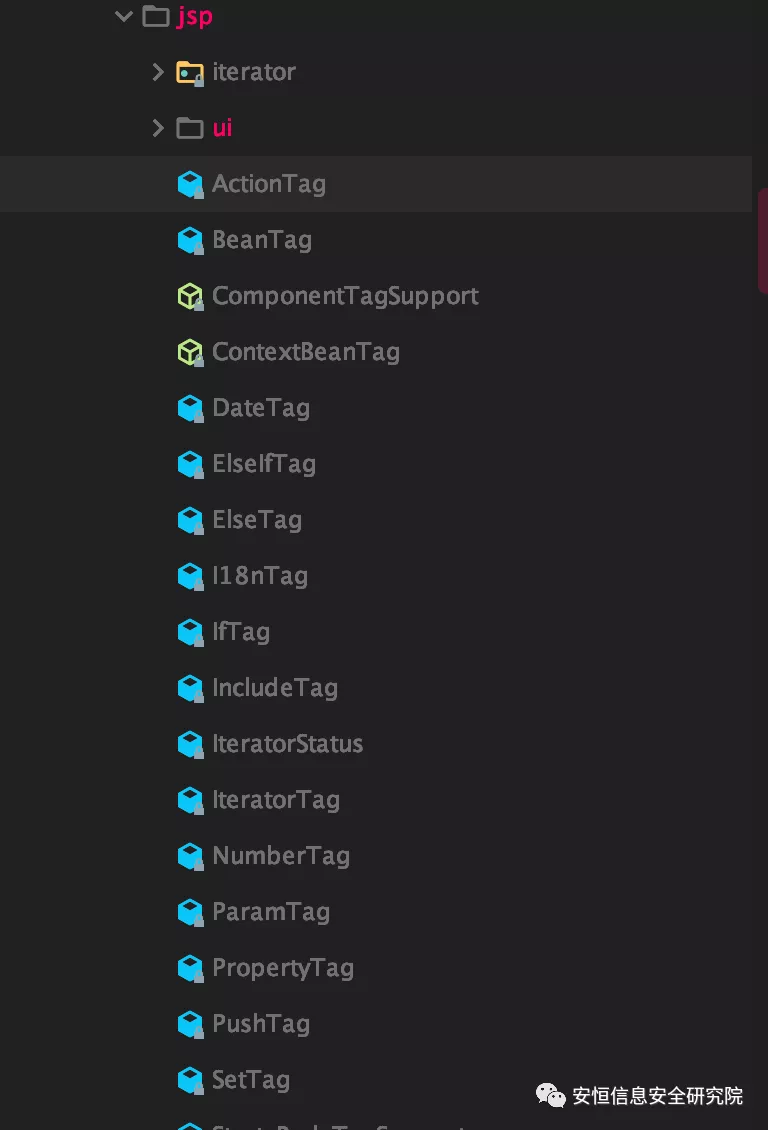 jsp
iterator
ui
ActionTag
BeanTag
ComponentTagSupport
ContextBeanTag
DateTag
ElseIfTag
ElseTag
I18nTag
IfTag
IncludeTag
IteratorStatus
IteratorTag
NumberTag
ParamTag
PropertyTag
PushTag
SetTag
安恒信息安全研究院